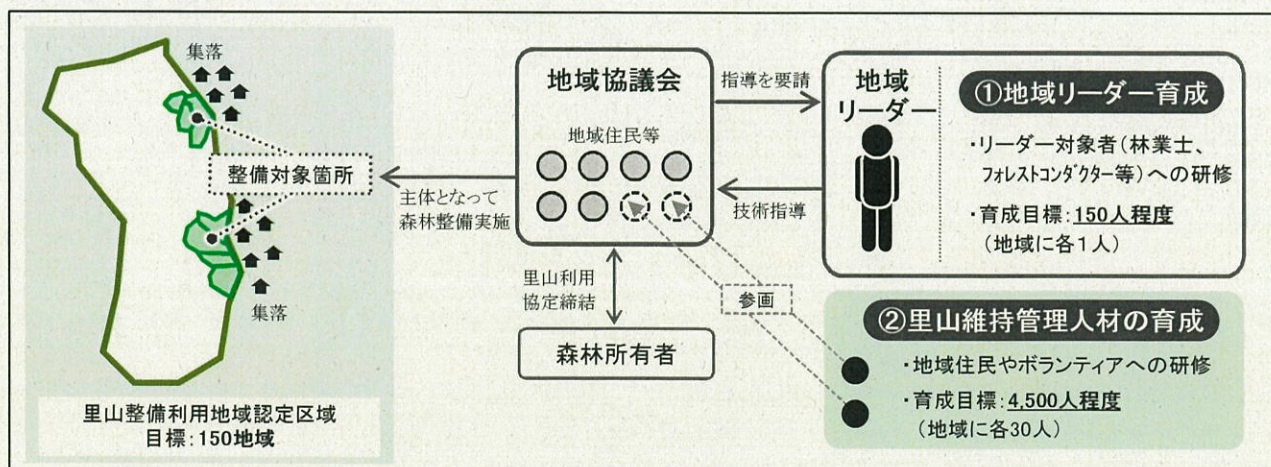 集落
整備対象箇所
集落
里山整備利用地域認定区域
目標：150地域
主体となって
森林整備実施
地域協議会
地域住民等
里山利用
協定締結
森林所有者
指導を要請
技術指導
参画
地域
リーダー
①地域リーダー育成
・リーダー対象者（林業士、
フォレストコンダクター等）への研修
・育成目標：150人程度
（地域に各１人）
②里山維持管理人材の育成
・地域住民やボランティアへの研修
・育成目標：4,500人程度
（地域に各30人）